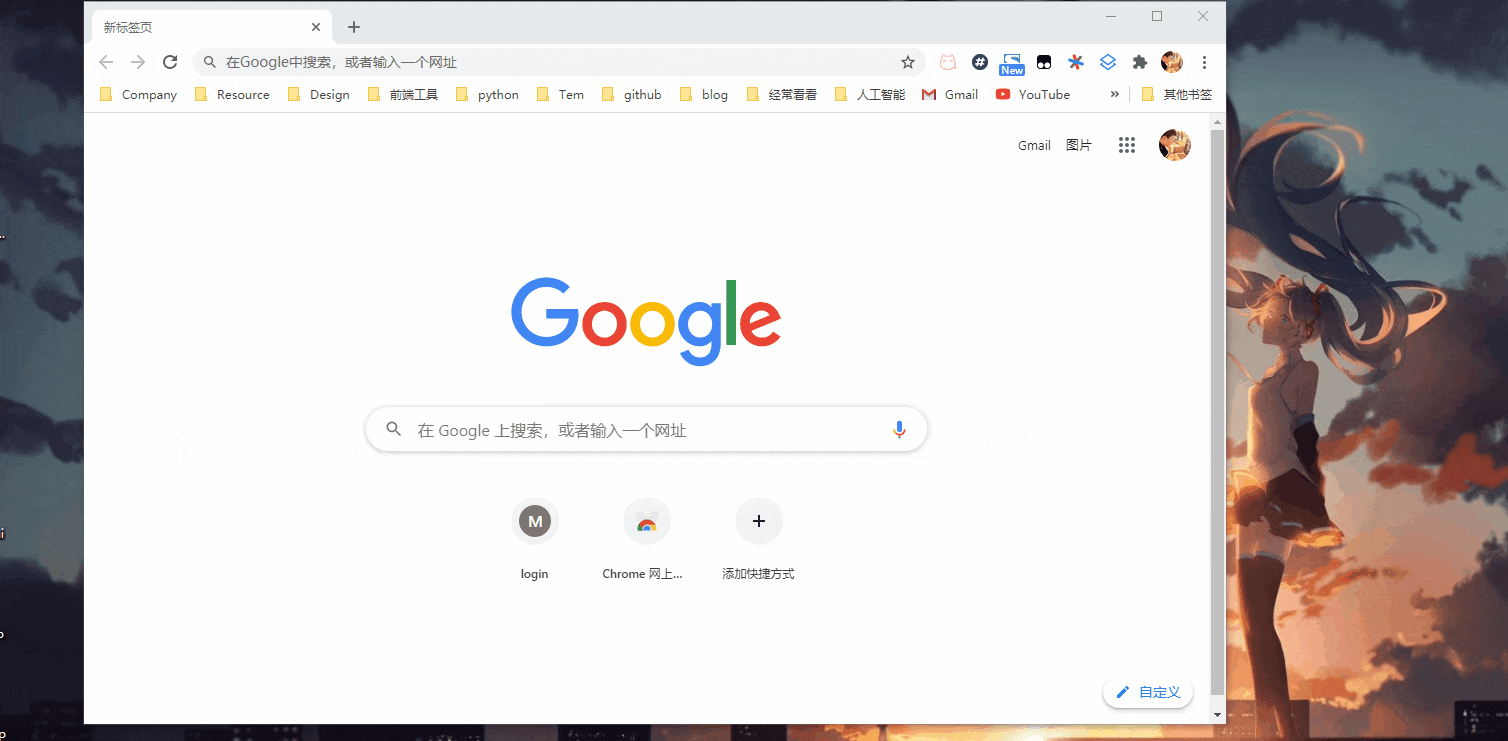 新标签页
在Google中搜索，或者输入一个网址
New
Company Resource Design 前端工具 python Tem github blog 经常看看 人工智能 Gmail YouTube » 其他书签
Gmail 图片
Google
在 Google 上搜索，或者输入一个网址
M
login Chrome 网上... 添加快捷方式
自定义